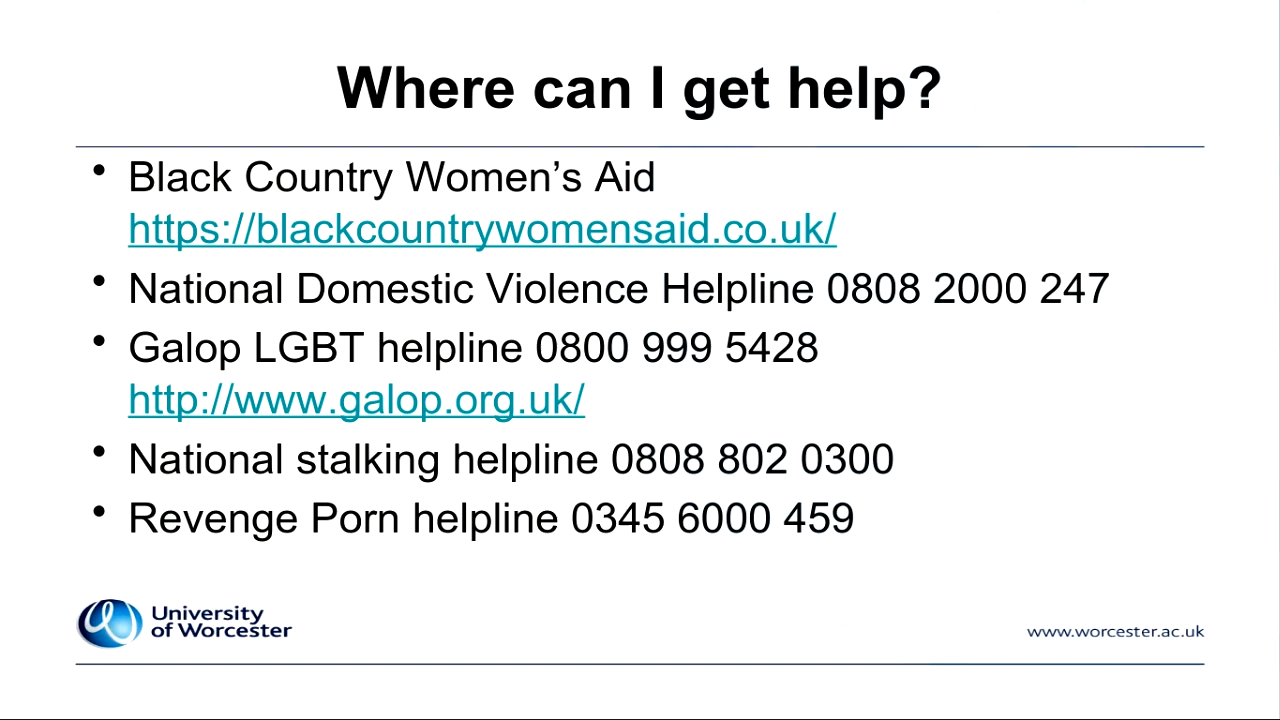 Where can I get help?
• Black Country Women’s Aid
https://blackcountrywomensaid.co.uk/
• National Domestic Violence Helpline 0808 2000 247
• Galop LGBT helpline 0800 999 5428
http://www.galop.org.uk/
• National stalking helpline 0808 802 0300
• Revenge Porn helpline 0345 6000 459
University
of Worcester
www.worcester.ac.uk